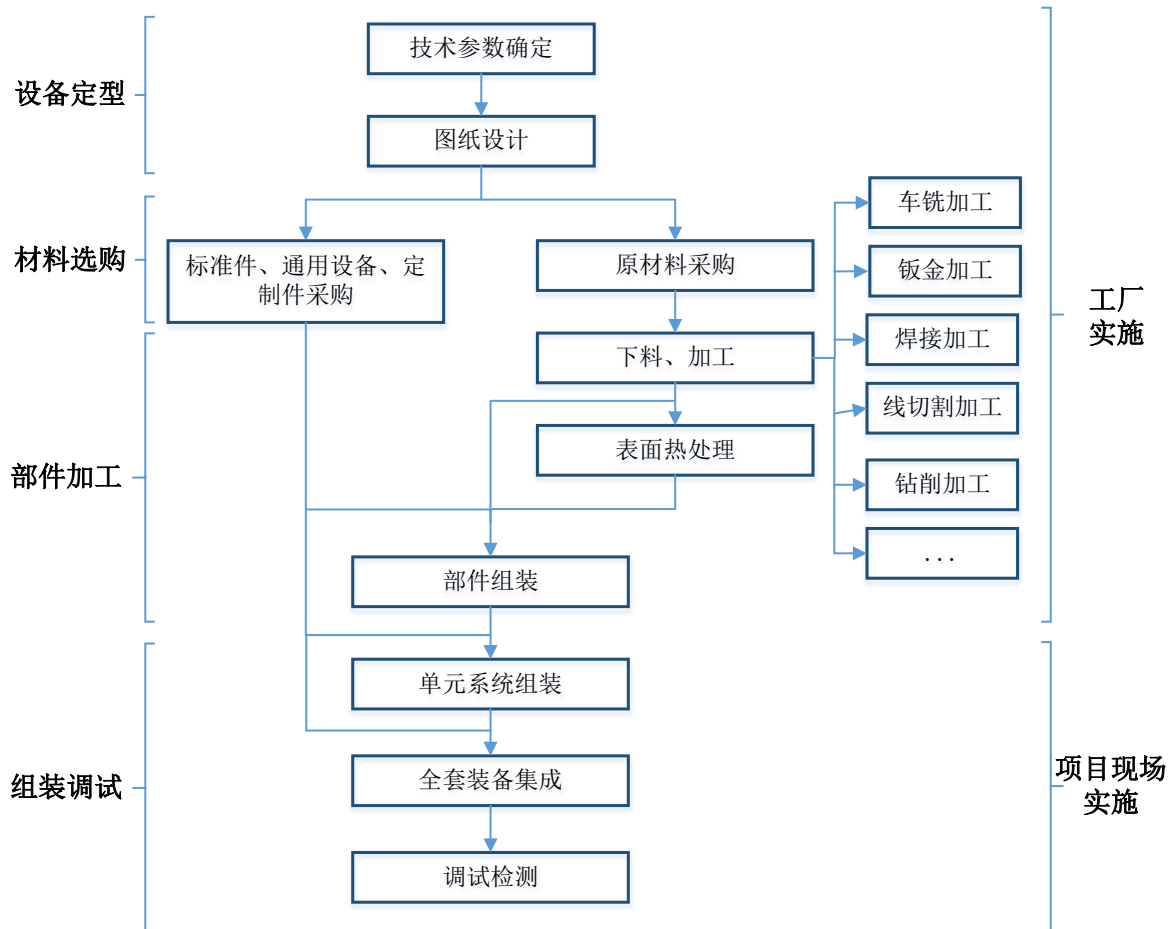 技术参数确定
设备定型
图纸设计
车铣加工
材料选购
标准件、通用设备、定
制件采购
原材料采购
钣金加工
工厂
实施
焊接加工
下料、加工
线切割加工
部件加工
表面热处理
钻削加工
...
部件组装
单元系统组装
组装调试
全套装备集成
项目现场
实施
调试检测